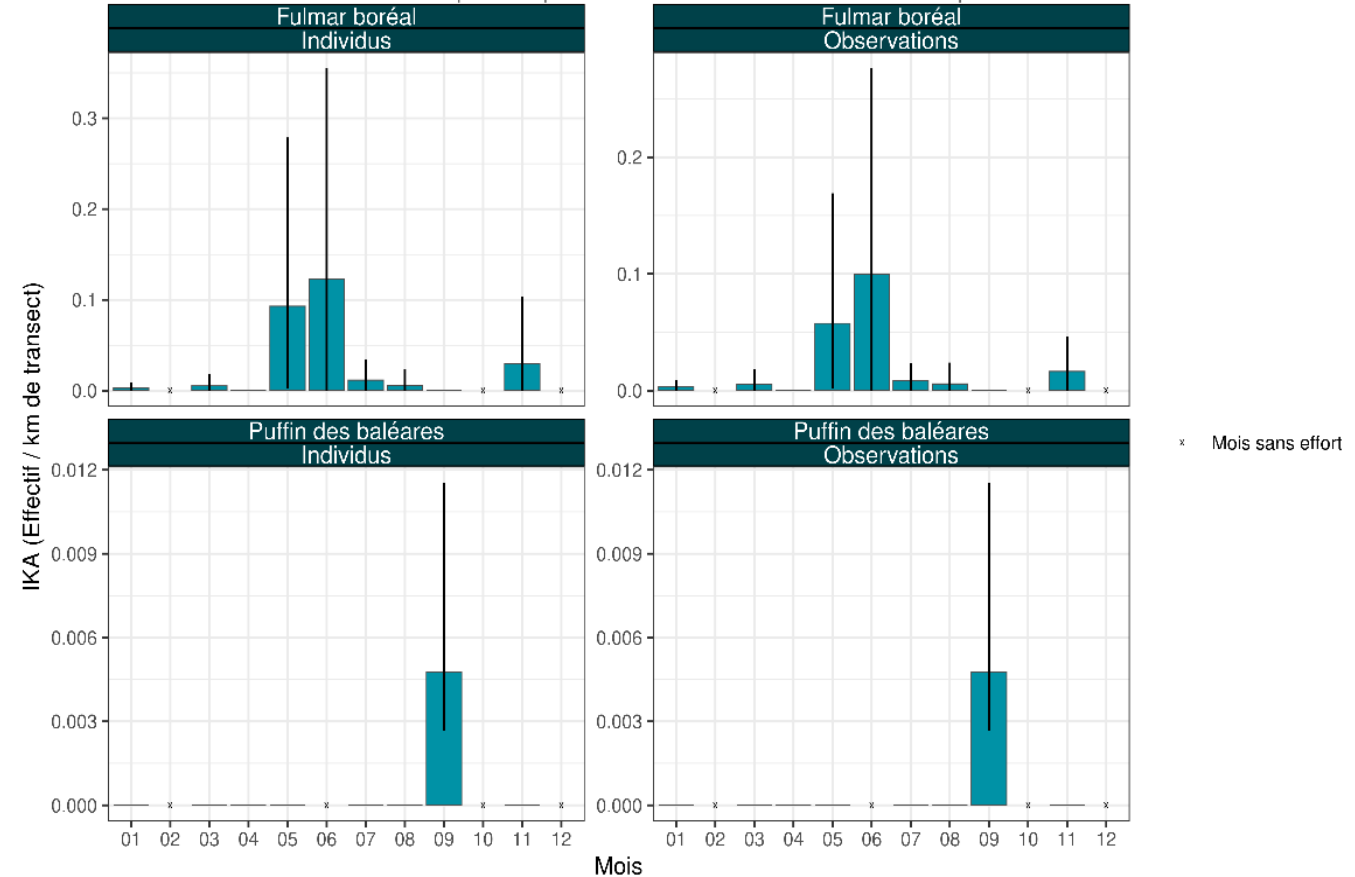 Fulmar boréal
Individus
Fulmar boréal
Observations
0.3
0.2
0.1
0.0
0.2
0.1
0.0
IKA (Effectif / km de transect)
Puffin des baléares
Individus
Puffin des baléares
Observations
0.012
0.009
0.006
0.003
0.000
0.012
0.009
0.006
0.003
0.000
x Mois sans effort
01 02 03 04 05 06 07 08 09 10 11 12
01 02 03 04 05 06 07 08 09 10 11 12
Mois